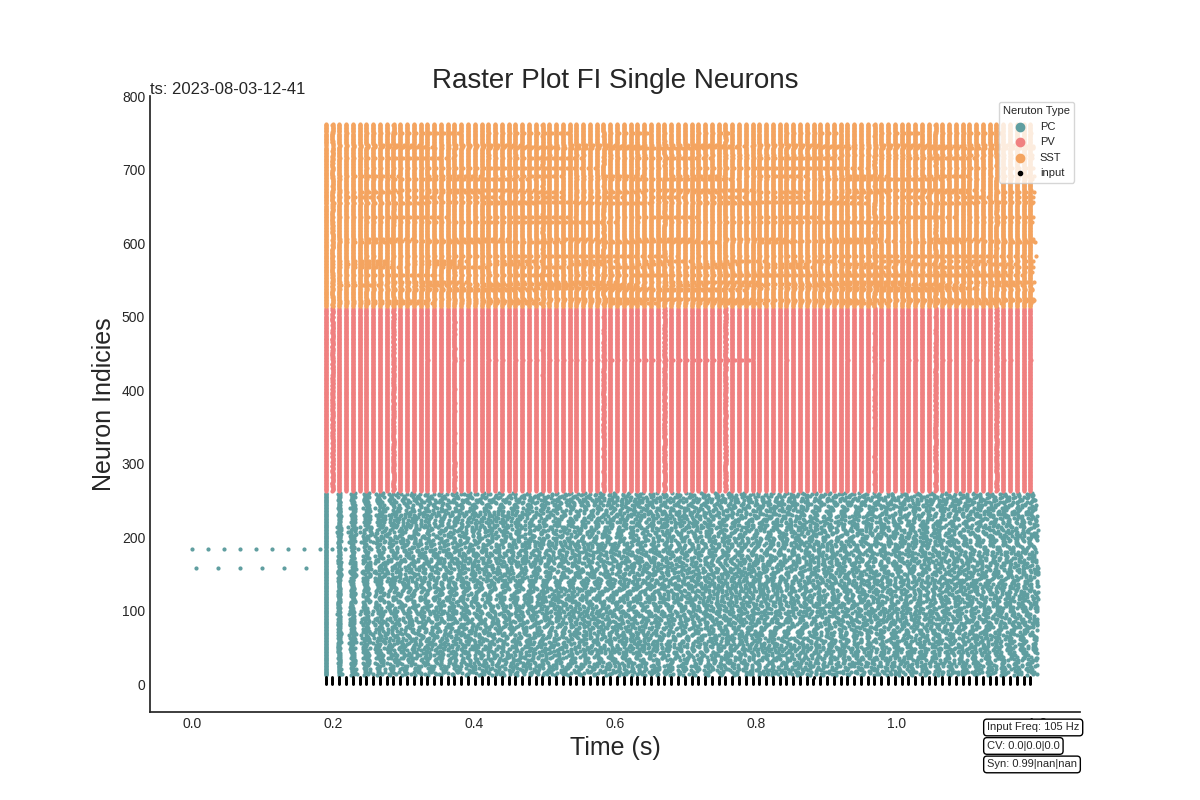 Raster Plot FI Single Neurons
ts: 2023-08-03-12-41
Neruton Type
PC
PV
SST
input
Neuron Indicies
800
700
600
500
400
300
200
100
0
0.0 0.2 0.4 0.6 0.8 1.0
Time (s)
Input Freq: 105 Hz
CV: 0.0|0.0|0.0
Syn: 0.99|nan|nan